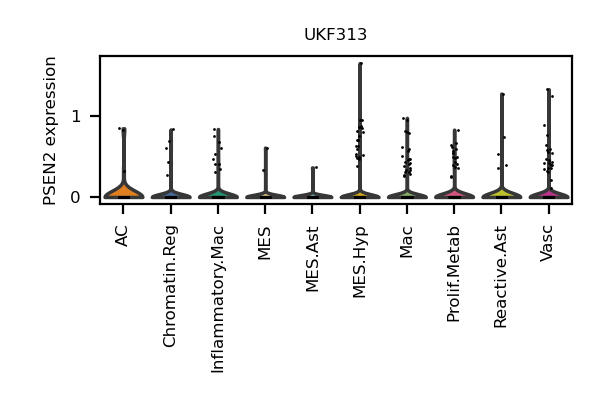 UKF313
PSEN2 expression
1
0
AC
Chromatin.Reg
Inflammatory.Mac
MES
MES.Ast
MES.Hyp
Mac
Prolif.Metab
Reactive.Ast
Vasc